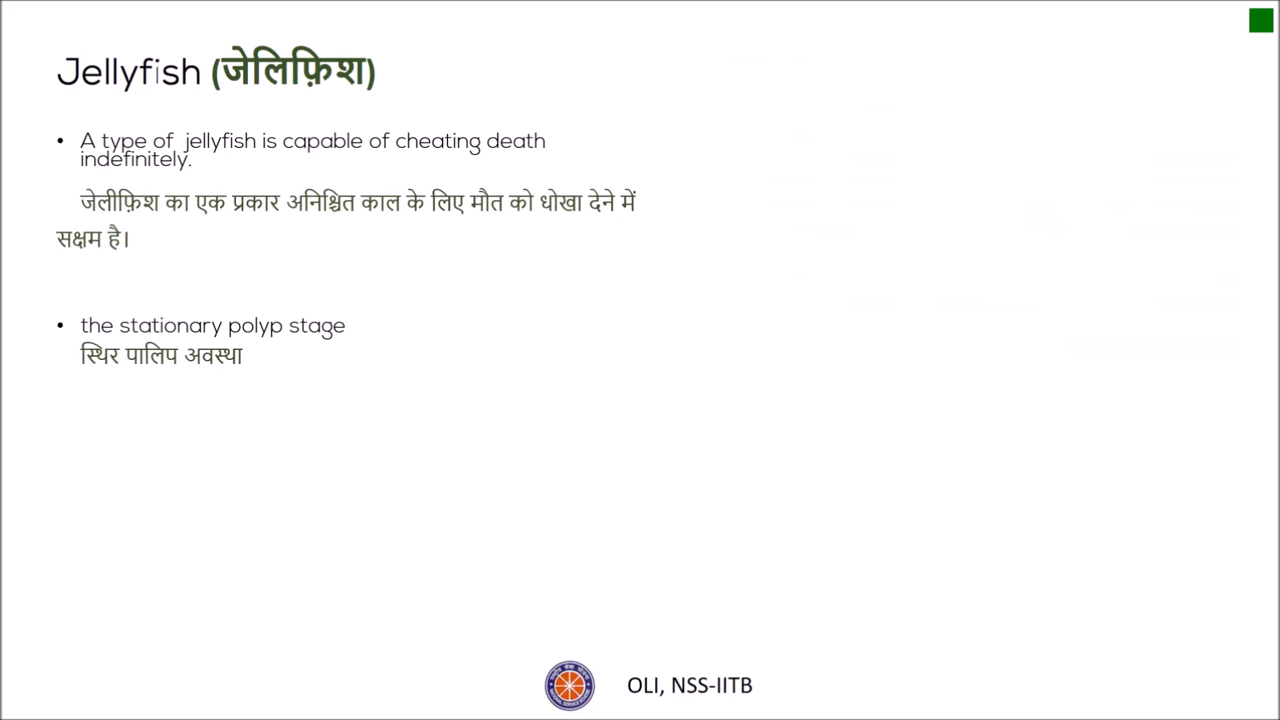 Jellyfish (जेलिफ़िश)
• A type of jellyfish is capable of cheating death
indefinitely.
जेलीफ़िश का एक प्रकार अनिश्चित काल के लिए मौत को धोखा देने में
सक्षम है।
• the stationary polyp stage
स्थिर पालिप अवस्था
OLI, NSS-IITB